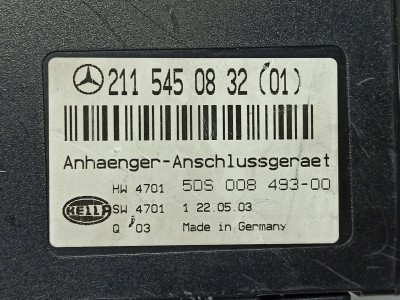 211 545 08 32 (01)
Anhaenger-Anschlussgeraet
HW 4701 5DS 008 493-00
HELLA SW 4701 1 22.05.03
Q 03 Made in Germany